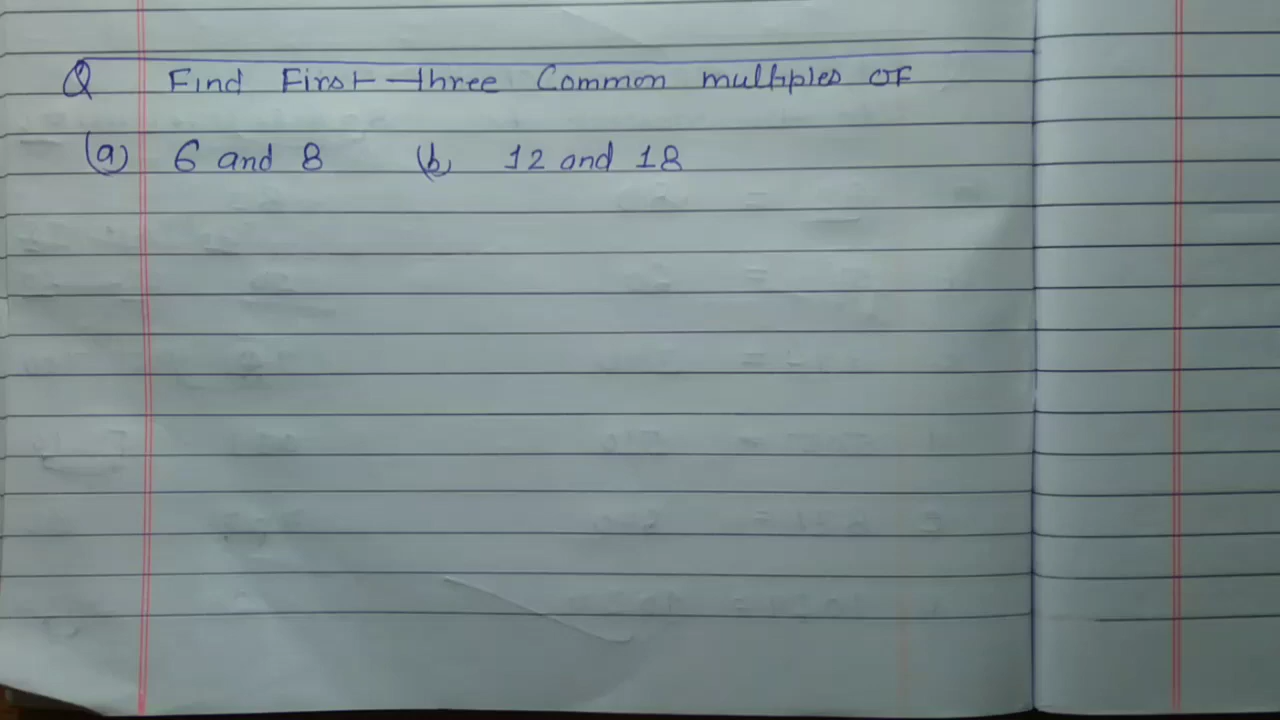 Q Find First three Common multiples of
(a) 6 and 8 (b) 12 and 18